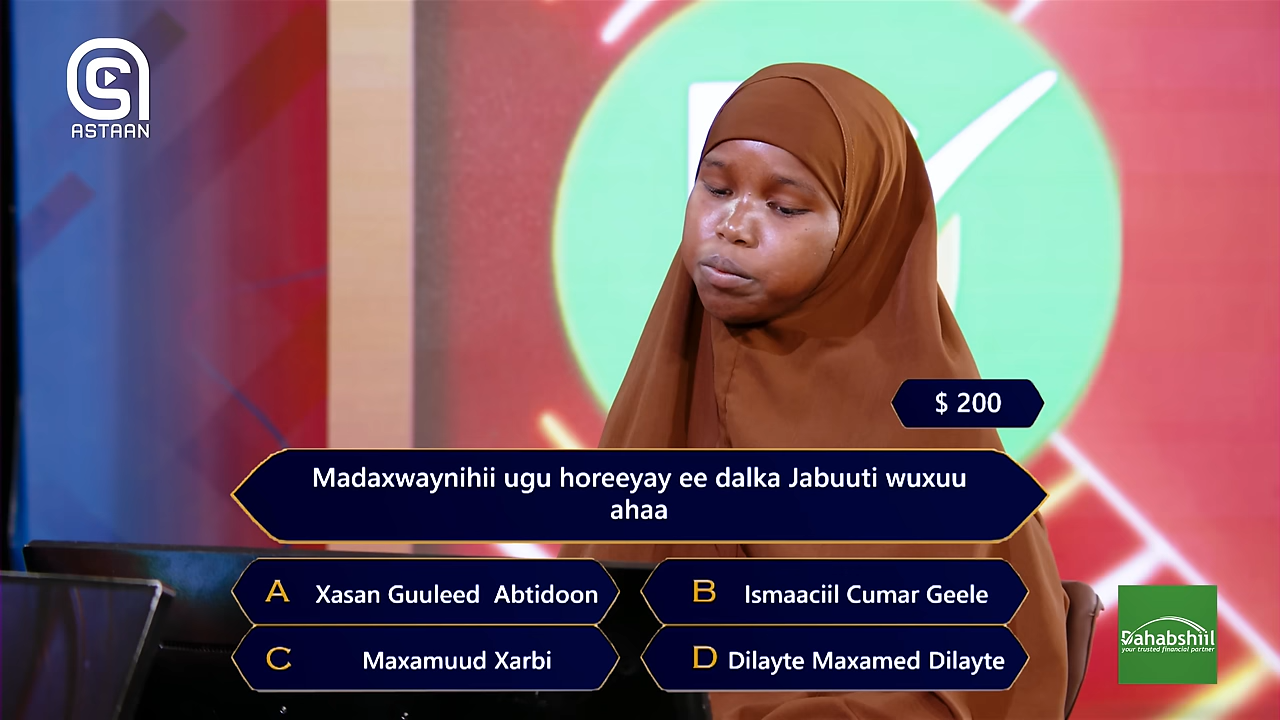 ASTAAN
$ 200
Madaxwaynihii ugu horeeyay ee dalka Jabuuti wuxuu
ahaa
A Xasan Guuleed Abtidoon
B Ismaaciil Cumar Geele
C Maxamuud Xarbi
D Dilayte Maxamed Dilayte
Dahabshiil
your trusted financial partner